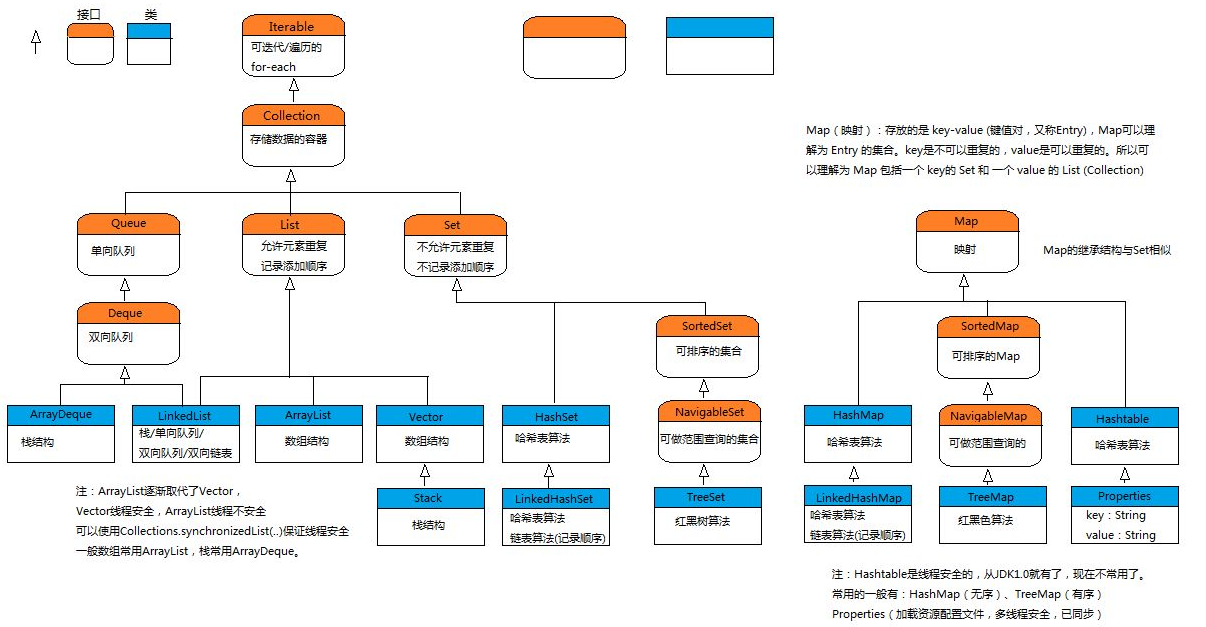 接口
类
Iterable
可迭代/遍历的
for-each
Collection
存储数据的容器
Map（映射）：存放的是 key-value (键值对，又称Entry)，Map可以理
解为 Entry 的集合。key是不可以重复的，value是可以重复的。所以可
以理解为 Map 包括一个 key的 Set 和 一个 value 的 List (Collection)
Queue
单向队列
List
允许元素重复
记录添加顺序
Set
不允许元素重复
不记录添加顺序
Map
映射
Map的继承结构与Set相似
Deque
双向队列
SortedSet
可排序的集合
SortedMap
可排序的Map
ArrayDeque
栈结构
LinkedList
栈/单向队列/
双向队列/双向链表
ArrayList
数组结构
Vector
数组结构
HashSet
哈希表算法
NavigableSet
可做范围查询的集合
HashMap
哈希表算法
NavigableMap
可做范围查询的
Hashtable
哈希表算法
Stack
栈结构
LinkedHashSet
哈希表算法
链表算法(记录顺序)
TreeSet
红黑树算法
LinkedHashMap
哈希表算法
链表算法(记录顺序)
TreeMap
红黑色算法
Properties
key：String
value：String
注：ArrayList逐渐取代了Vector，
Vector线程安全，ArrayList线程不安全
可以使用Collections.synchronizedList(..)保证线程安全
一般数组常用ArrayList，栈常用ArrayDeque。
注：Hashtable是线程安全的，从JDK1.0就有了，现在不常用了。
常用的一般有：HashMap（无序）、TreeMap（有序）
Properties（加载资源配置文件，多线程安全，已同步）